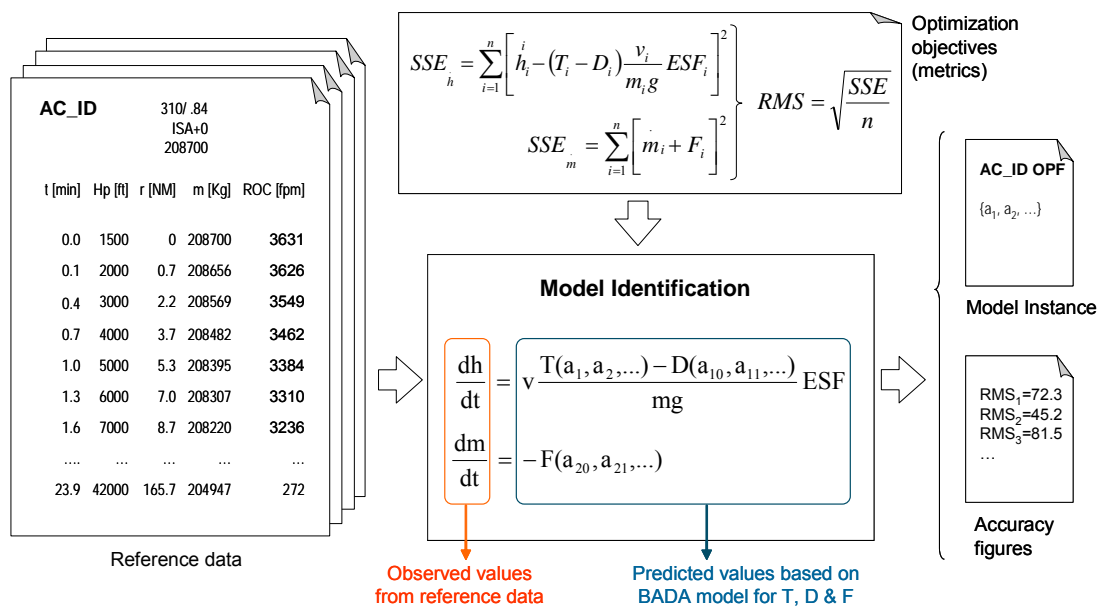 AC_ID
310/ .84
ISA+0
208700
t [min] Hp [ft] r [NM] m [Kg] ROC [fpm]
0.0 1500 0 208700 3631
0.1 2000 0.7 208656 3626
0.4 3000 2.2 208569 3549
0.7 4000 3.7 208482 3462
1.0 5000 5.3 208395 3384
1.3 6000 7.0 208307 3310
1.6 7000 8.7 208220 3236
.... ... ... ... ...
23.9 42000 165.7 204947 272
Reference data
SSE_ḣ = ∑_{i=1}^{n} [ ḣ_i^i − (T_i − D_i) v_i / (m_i g) ESF_i ]²
SSE_ṁ = ∑_{i=1}^{n} [ ṁ_i + F_i ]²
RMS = √(SSE / n)
Optimization
objectives
(metrics)
Model Identification
dh/dt = v (T(a₁, a₂,...) − D(a₁₀, a₁₁,...)) / mg ESF
dm/dt = −F(a₂₀, a₂₁,...)
Observed values
from reference data
Predicted values based on
BADA model for T, D & F
AC_ID OPF
{a₁, a₂, ...}
Model Instance
RMS₁=72.3
RMS₂=45.2
RMS₃=81.5
...
Accuracy
figures